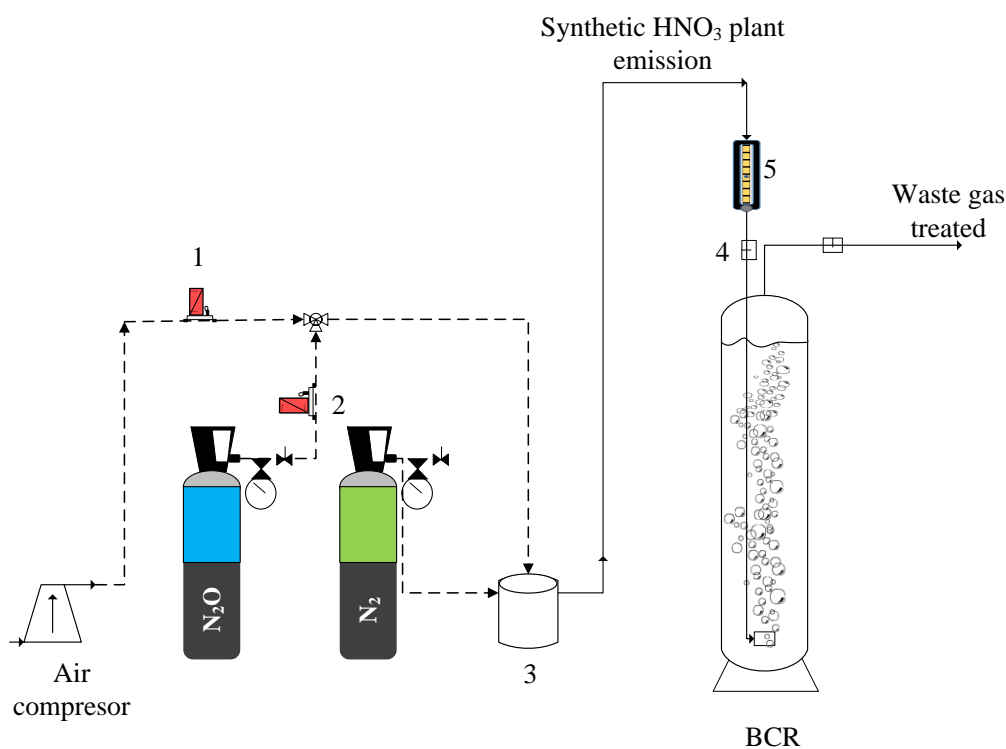 Synthetic HNO₃ plant
emission
5
Waste gas
treated
4
1
2
N₂O
N₂
3
Air
compresor
BCR